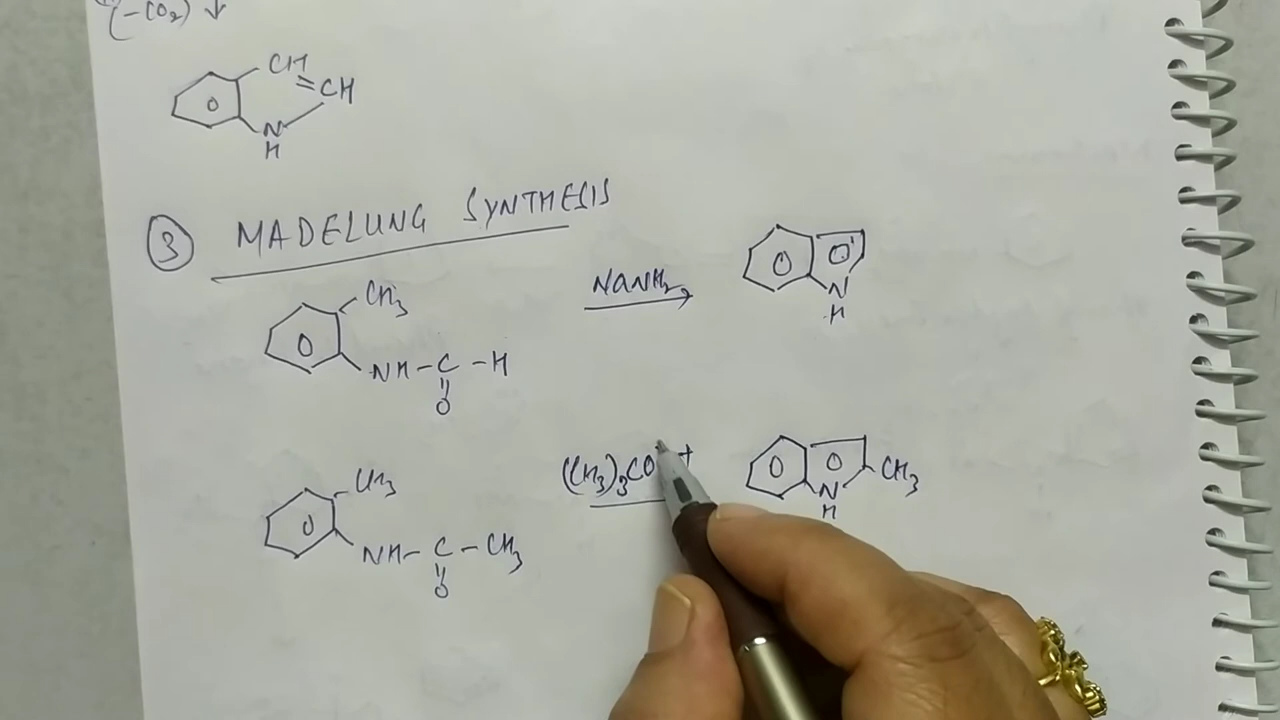 (-CO₂) ↓
CH
=CH
N
H
③ MADELUNG SYNTHESIS
CH₃
NH-C-H
O
NaNH₂
N
H
CH₃
NH-C-CH₃
O
(CH₃)₃CO +
CH₃
N
H